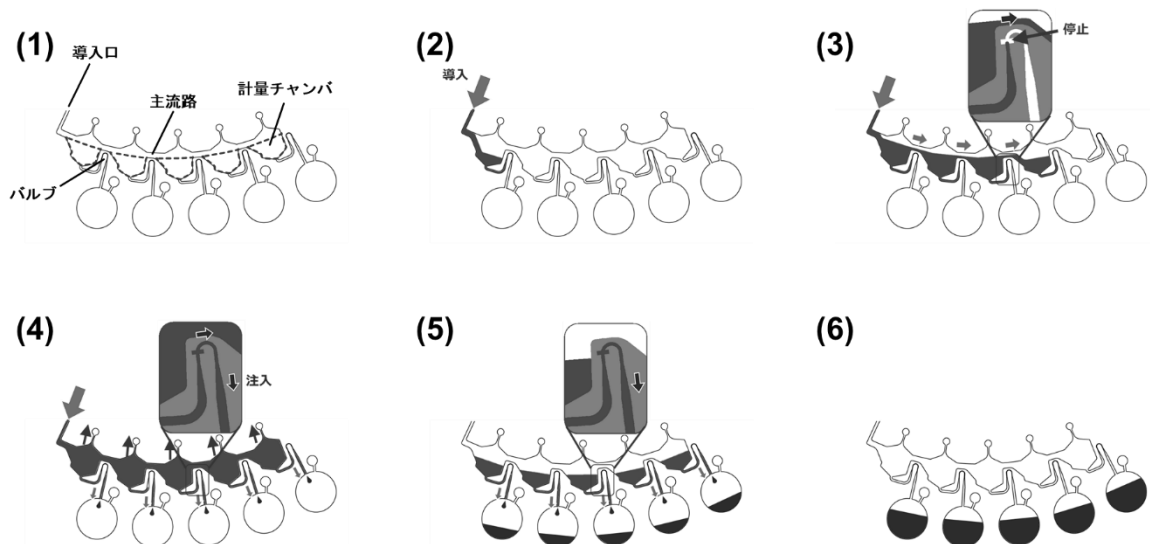 (1)
導入口
主流路
計量チャンバ
バルブ
(2)
導入
(3)
停止
(4)
注入
(5)
(6)